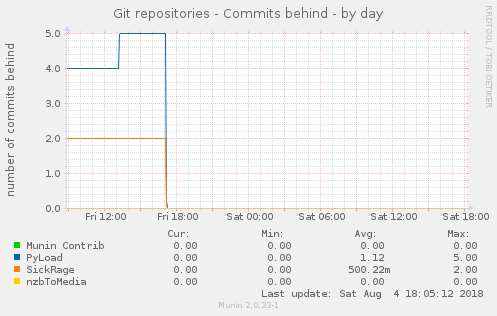 Git repositories - Commits behind - by day
RRDTOOL / TOBI OETIKER
number of commits behind
5.0
4.0
3.0
2.0
1.0
0.0
Fri 12:00 Fri 18:00 Sat 00:00 Sat 06:00 Sat 12:00 Sat 18:00
Cur: Min: Avg: Max:
Munin Contrib 0.00 0.00 0.00 0.00
PyLoad 0.00 0.00 1.12 5.00
SickRage 0.00 0.00 500.22m 2.00
nzbToMedia 0.00 0.00 0.00 0.00
Last update: Sat Aug 4 18:05:12 2018
Munin 2.0.33-1